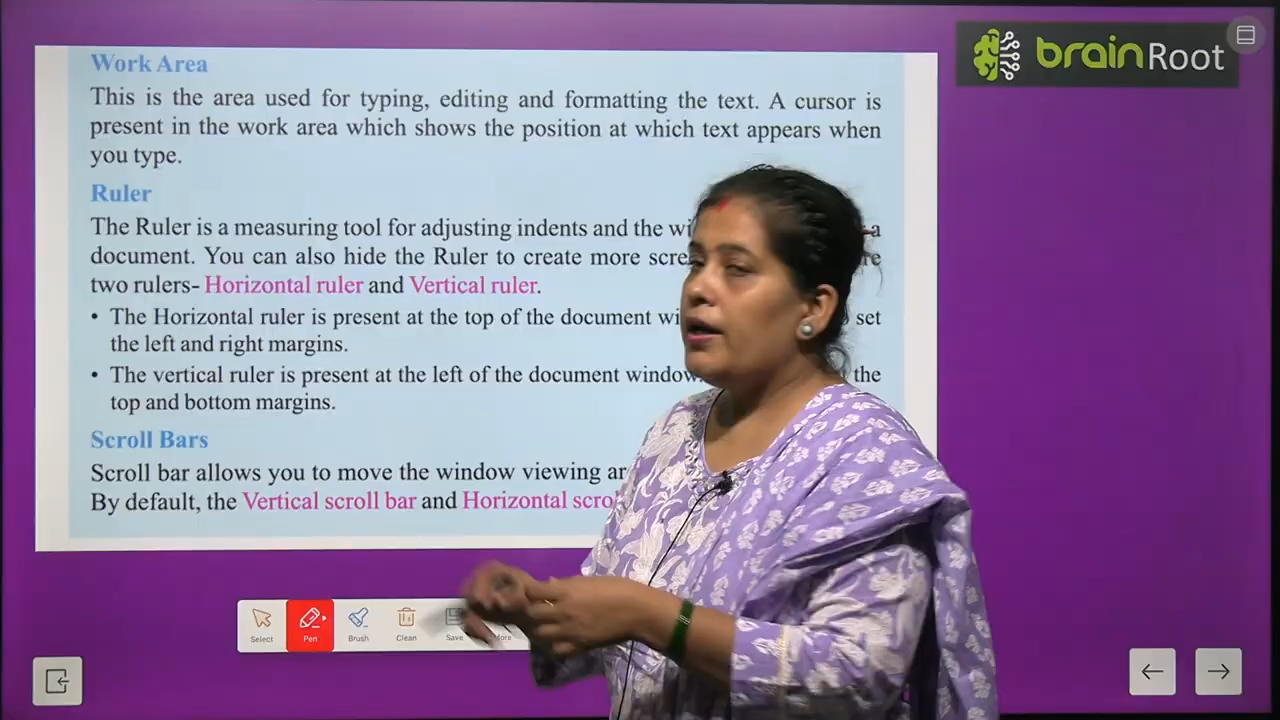 brainRoot
Work Area
This is the area used for typing, editing and formatting the text. A cursor is
present in the work area which shows the position at which text appears when
you type.
Ruler
The Ruler is a measuring tool for adjusting indents and the a
document. You can also hide the Ruler to create more
two rulers- Horizontal ruler and Vertical ruler.
• The Horizontal ruler is present at the top of the document set
the left and right margins.
• The vertical ruler is present at the left of the document window the
top and bottom margins.
Scroll Bars
Scroll bar allows you to move the window viewing
By default, the Vertical scroll bar and Horizontal
Select
Pen
Brush
Clean
Save
More